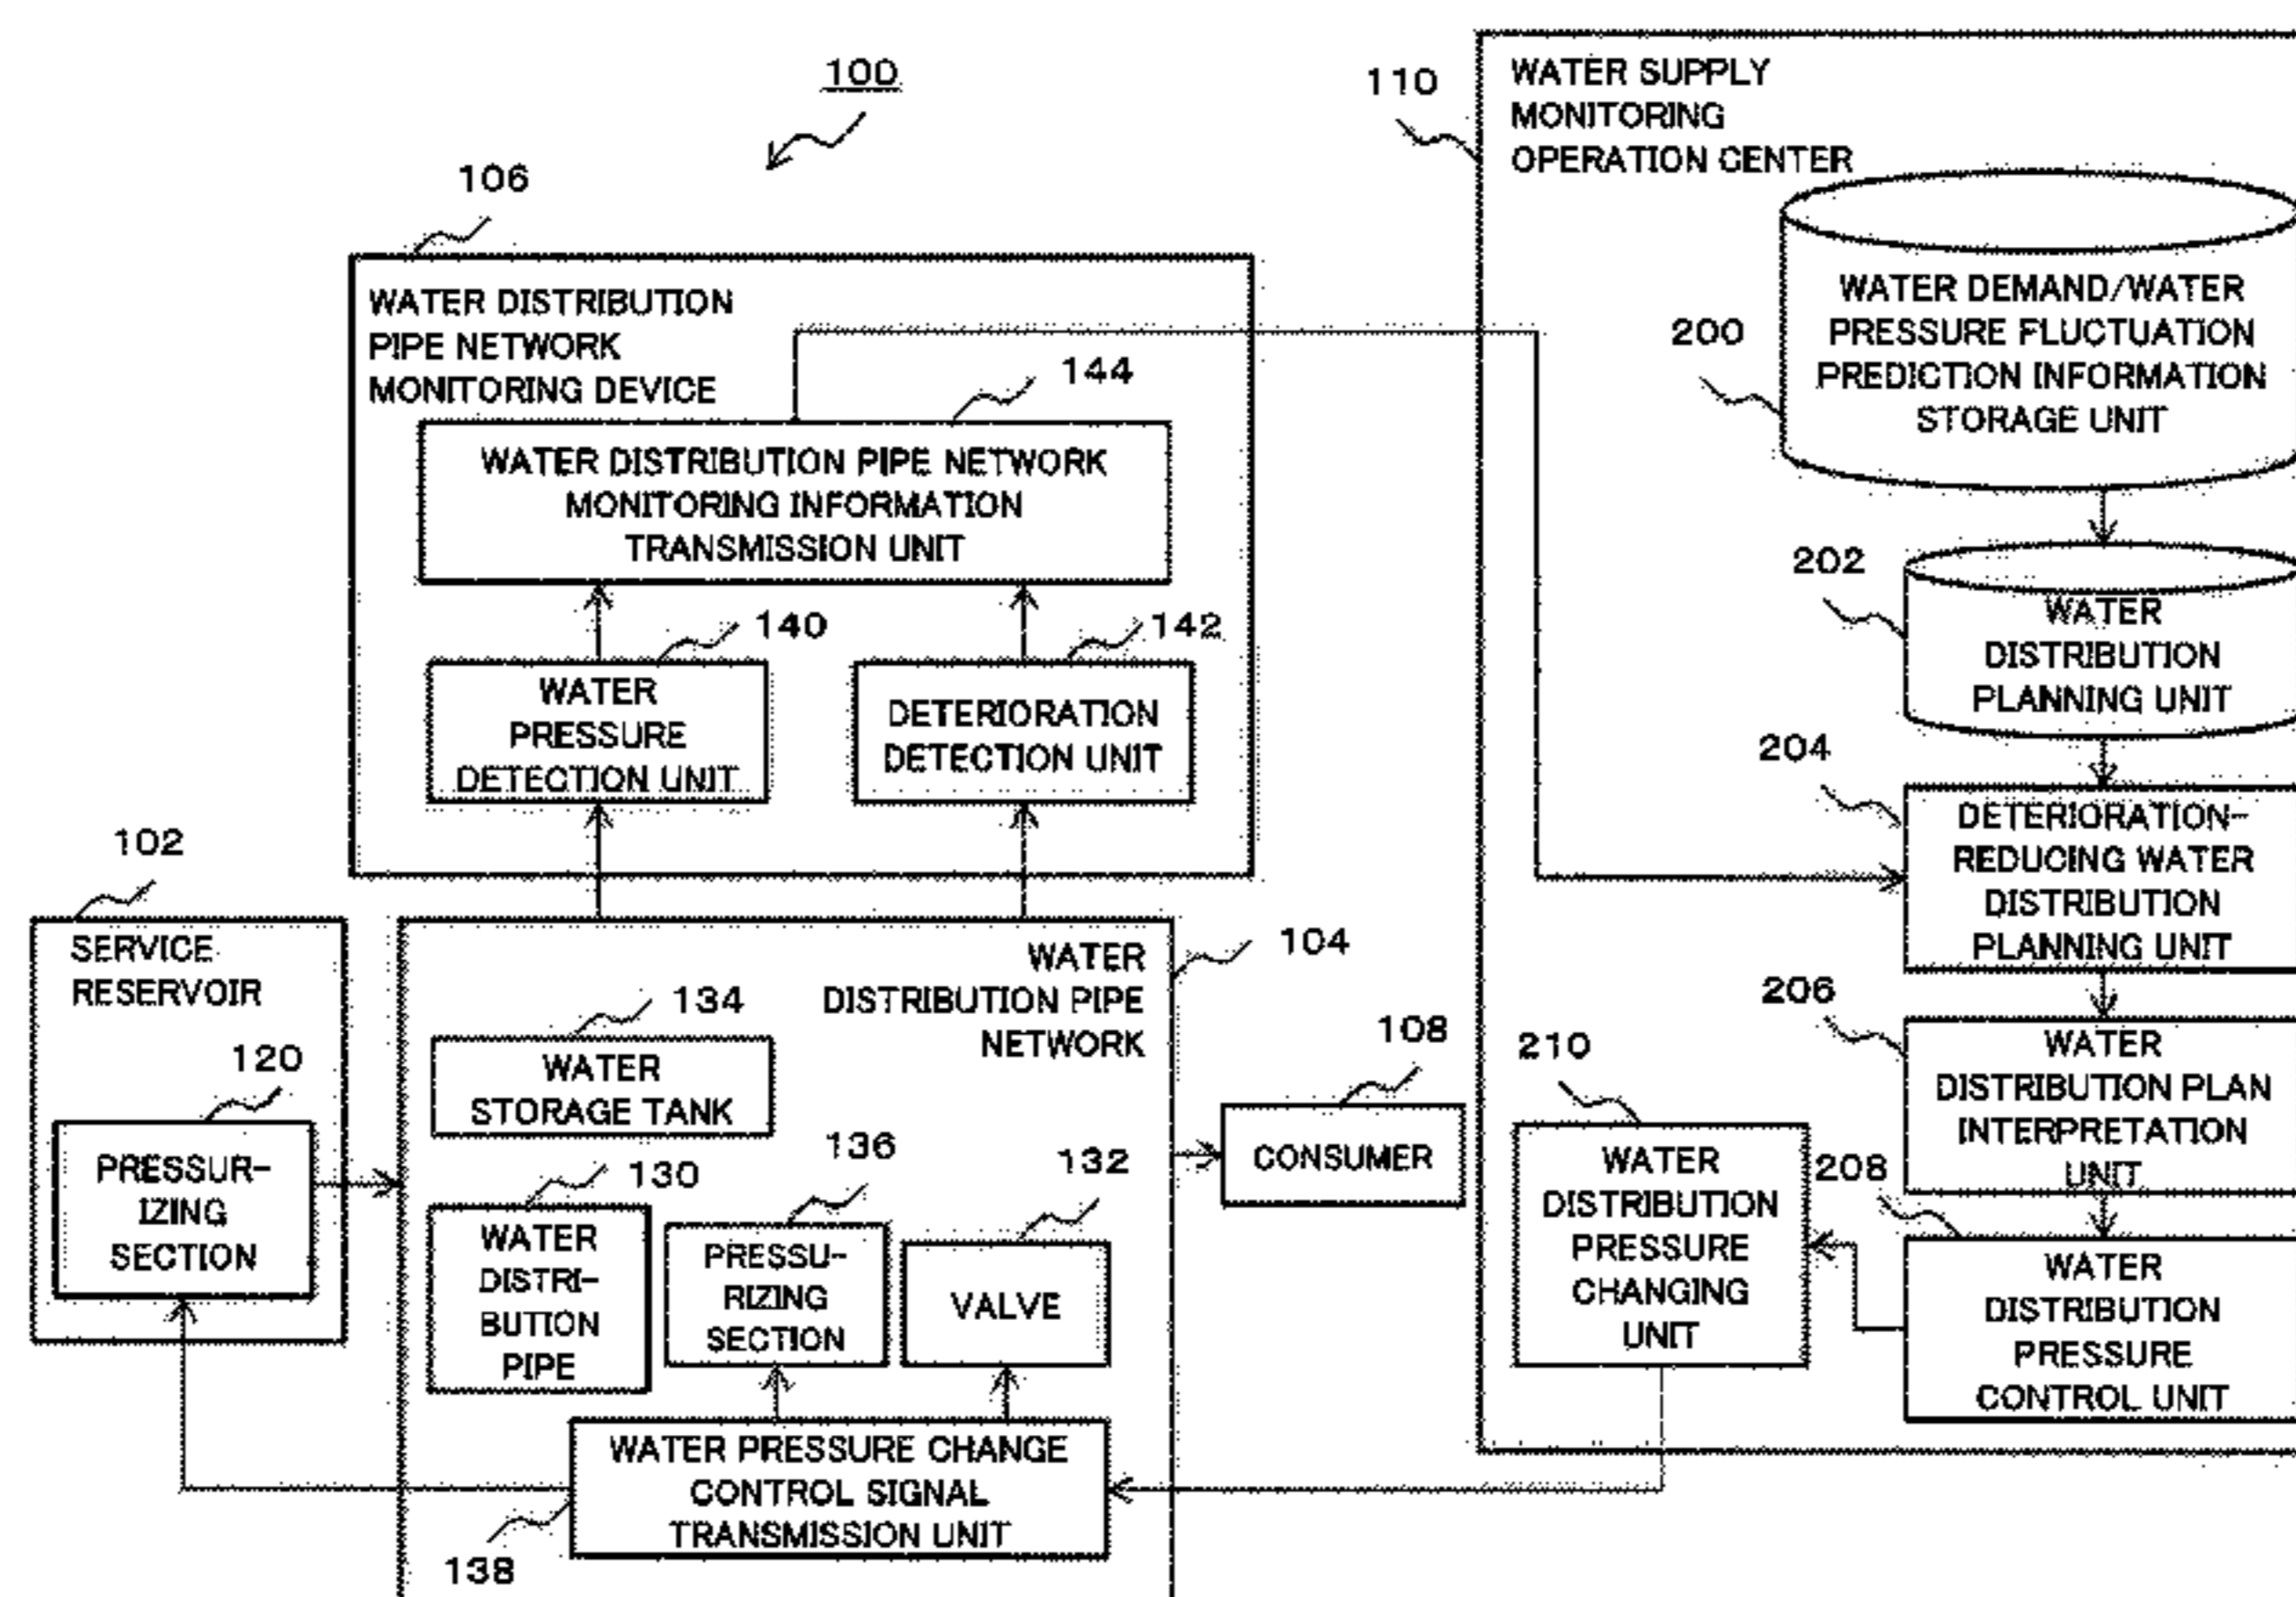 100
106
WATER DISTRIBUTION
PIPE NETWORK
MONITORING DEVICE
144
WATER DISTRIBUTION PIPE NETWORK
MONITORING INFORMATION
TRANSMISSION UNIT
140
WATER
PRESSURE
DETECTION UNIT
142
DETERIORATION
DETECTION UNIT
102
SERVICE
RESERVOIR
120
PRESSUR-
IZING
SECTION
104
WATER
DISTRIBUTION PIPE
NETWORK
134
WATER
STORAGE TANK
130
WATER
DISTRI-
BUTION
PIPE
136
PRESSU-
RIZING
SECTION
132
VALVE
138
WATER PRESSURE CHANGE
CONTROL SIGNAL
TRANSMISSION UNIT
108
CONSUMER
110
WATER SUPPLY
MONITORING
OPERATION CENTER
200
WATER DEMAND/WATER
PRESSURE FLUCTUATION
PREDICTION INFORMATION
STORAGE UNIT
202
WATER
DISTRIBUTION
PLANNING UNIT
204
DETERIORATION-
REDUCING WATER
DISTRIBUTION
PLANNING UNIT
206
WATER
DISTRIBUTION PLAN
INTERPRETATION
UNIT
208
WATER
DISTRIBUTION
PRESSURE
CONTROL UNIT
210
WATER
DISTRIBUTION
PRESSURE
CHANGING
UNIT